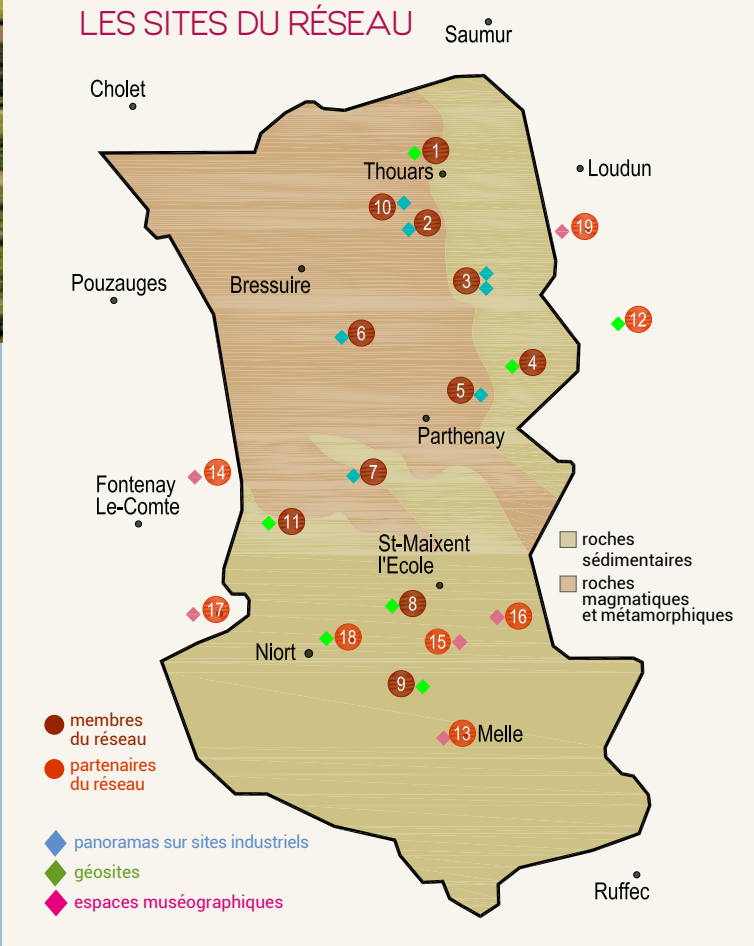 LES SITES DU RÉSEAU
Saumur
Cholet
1
Thouars
Loudun
10
2
19
Pouzauges
Bressuire
3
12
6
4
5
Parthenay
14
7
Fontenay
Le-Comte
11
St-Maixent
l'Ecole
roches
sédimentaires
roches
magmatiques
et métamorphiques
17
8
16
18
15
Niort
9
13
Melle
membres
du réseau
partenaires
du réseau
panoramas sur sites industriels
géosites
espaces muséographiques
Ruffec